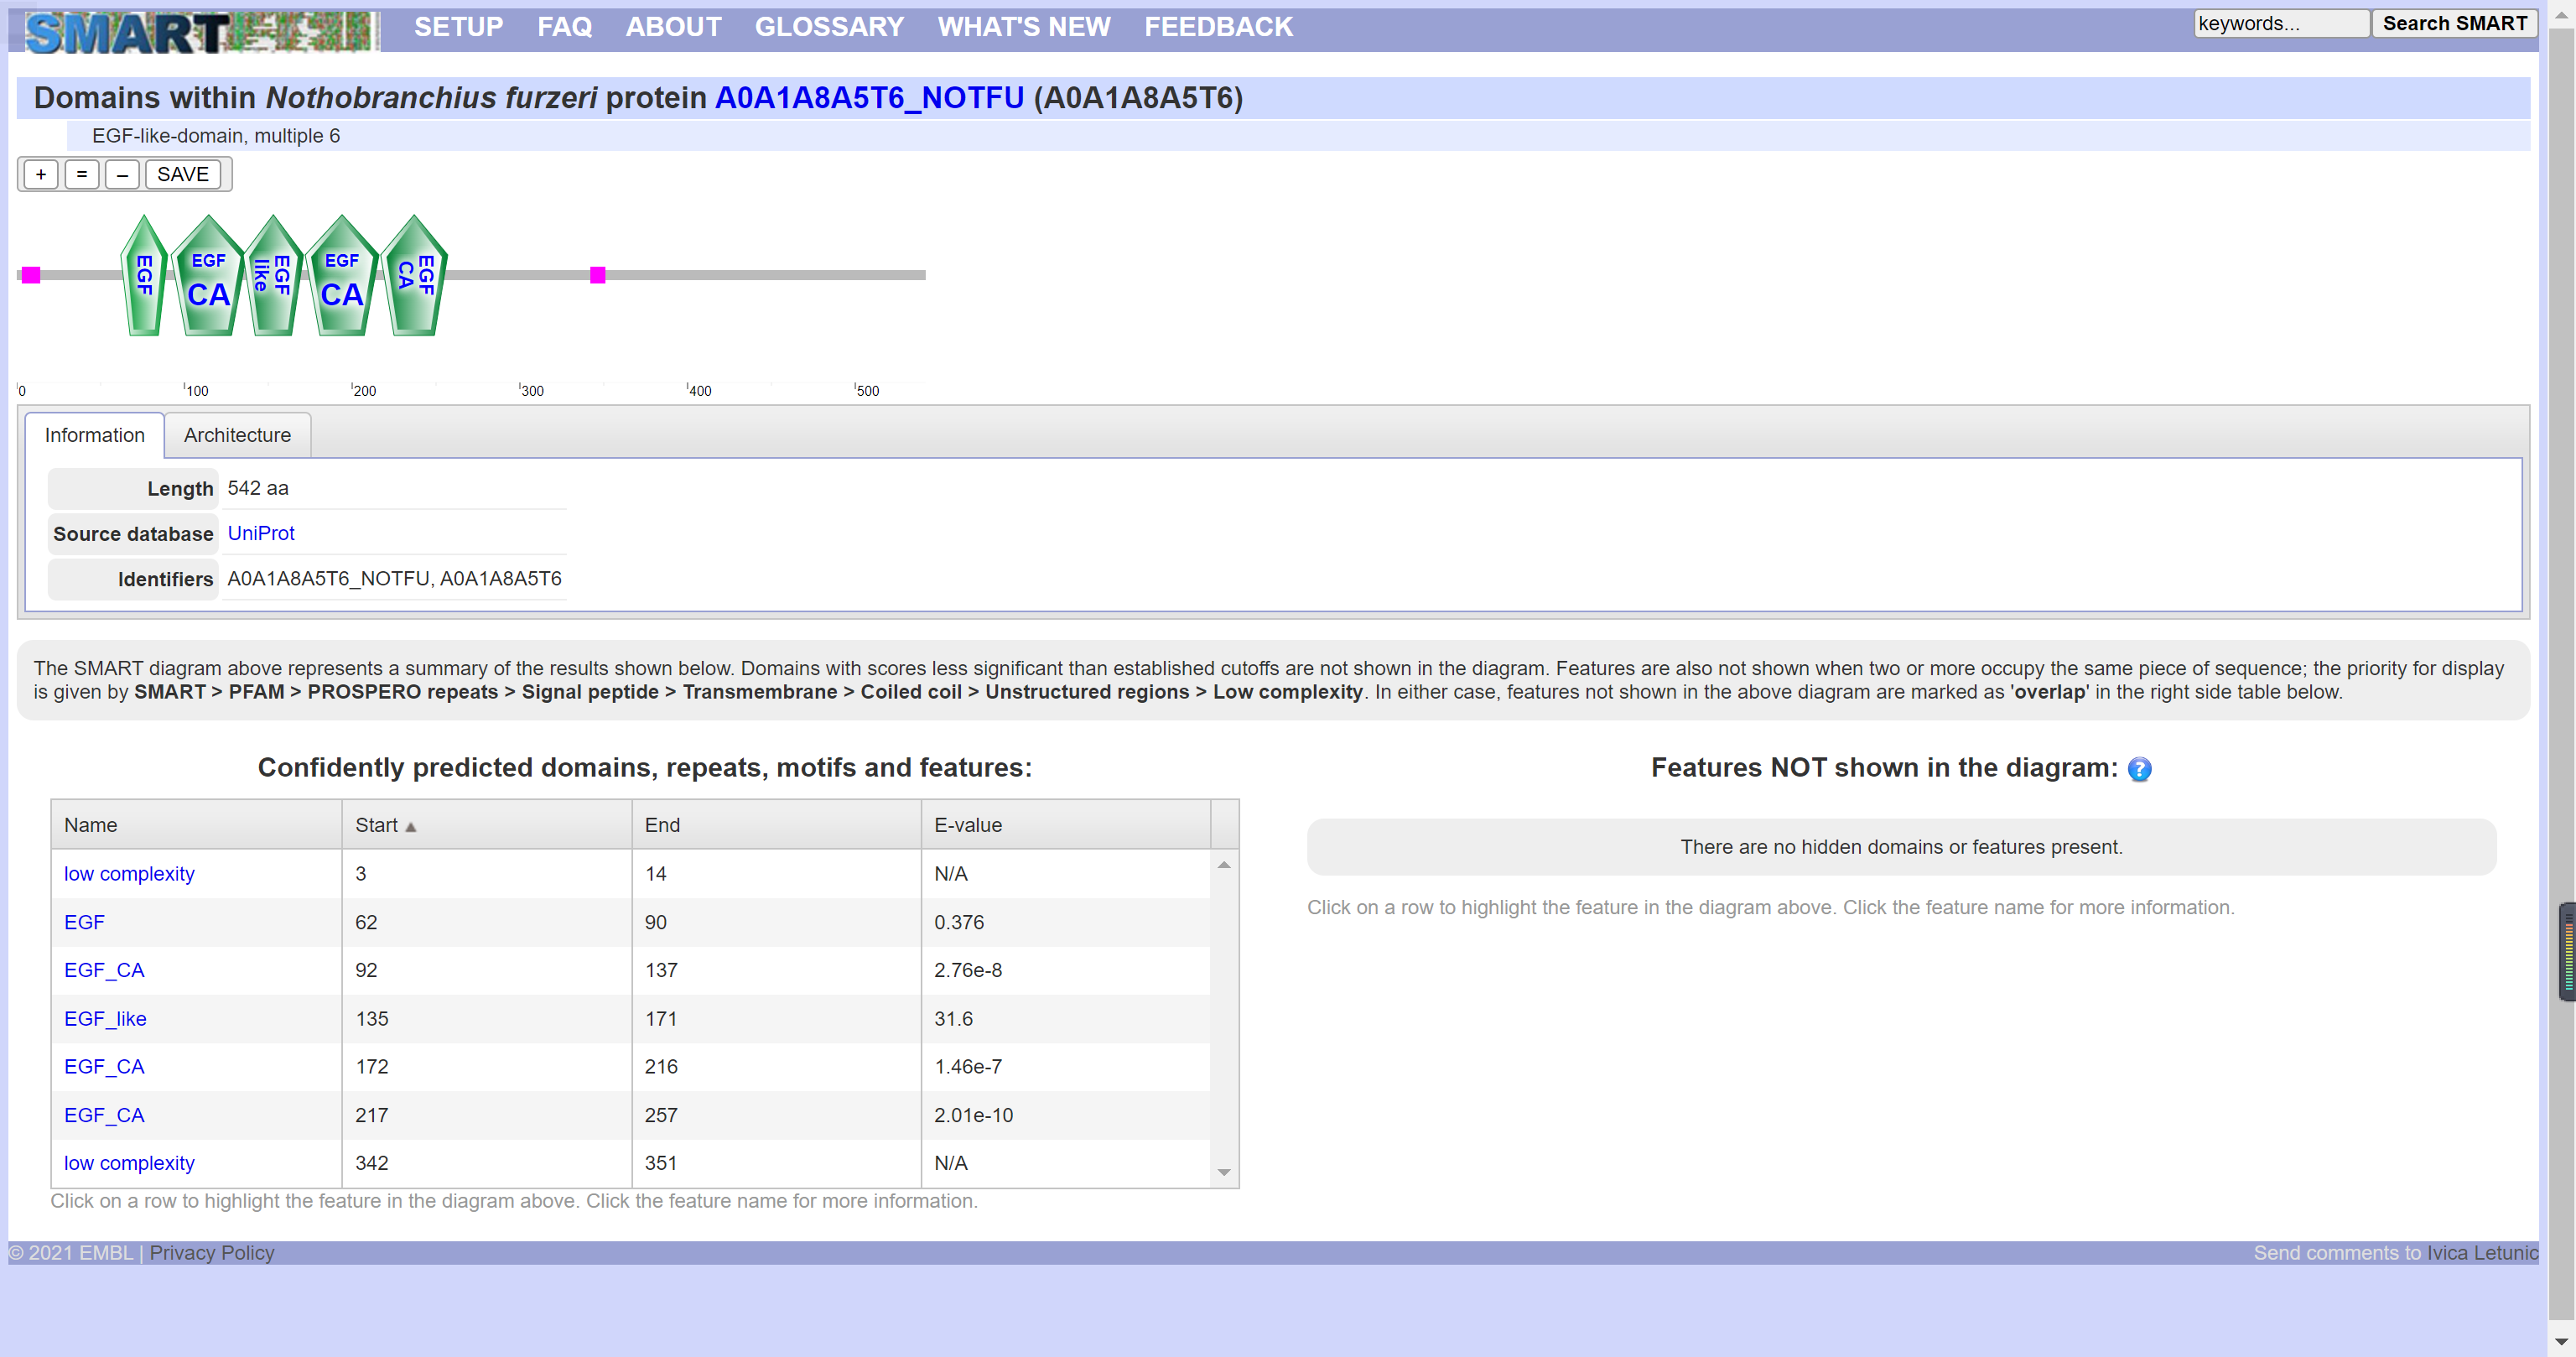 SMART
SETUP FAQ ABOUT GLOSSARY WHAT'S NEW FEEDBACK
keywords... Search SMART
Domains within Nothobranchius furzeri protein A0A1A8A5T6_NOTFU (A0A1A8A5T6)
EGF-like-domain, multiple 6
+ = – SAVE
EGF
EGF CA
EGF like
EGF CA
EGF CA
0 100 200 300 400 500
Information Architecture
Length 542 aa
Source database UniProt
Identifiers A0A1A8A5T6_NOTFU, A0A1A8A5T6
The SMART diagram above represents a summary of the results shown below. Domains with scores less significant than established cutoffs are not shown in the diagram. Features are also not shown when two or more occupy the same piece of sequence; the priority for display
is given by SMART > PFAM > PROSPERO repeats > Signal peptide > Transmembrane > Coiled coil > Unstructured regions > Low complexity. In either case, features not shown in the above diagram are marked as 'overlap' in the right side table below.
Confidently predicted domains, repeats, motifs and features:
Name Start End E-value
low complexity 3 14 N/A
EGF 62 90 0.376
EGF_CA 92 137 2.76e-8
EGF_like 135 171 31.6
EGF_CA 172 216 1.46e-7
EGF_CA 217 257 2.01e-10
low complexity 342 351 N/A
Click on a row to highlight the feature in the diagram above. Click the feature name for more information.
Features NOT shown in the diagram: ?
There are no hidden domains or features present.
Click on a row to highlight the feature in the diagram above. Click the feature name for more information.
© 2021 EMBL | Privacy Policy
Send comments to Ivica Letunic